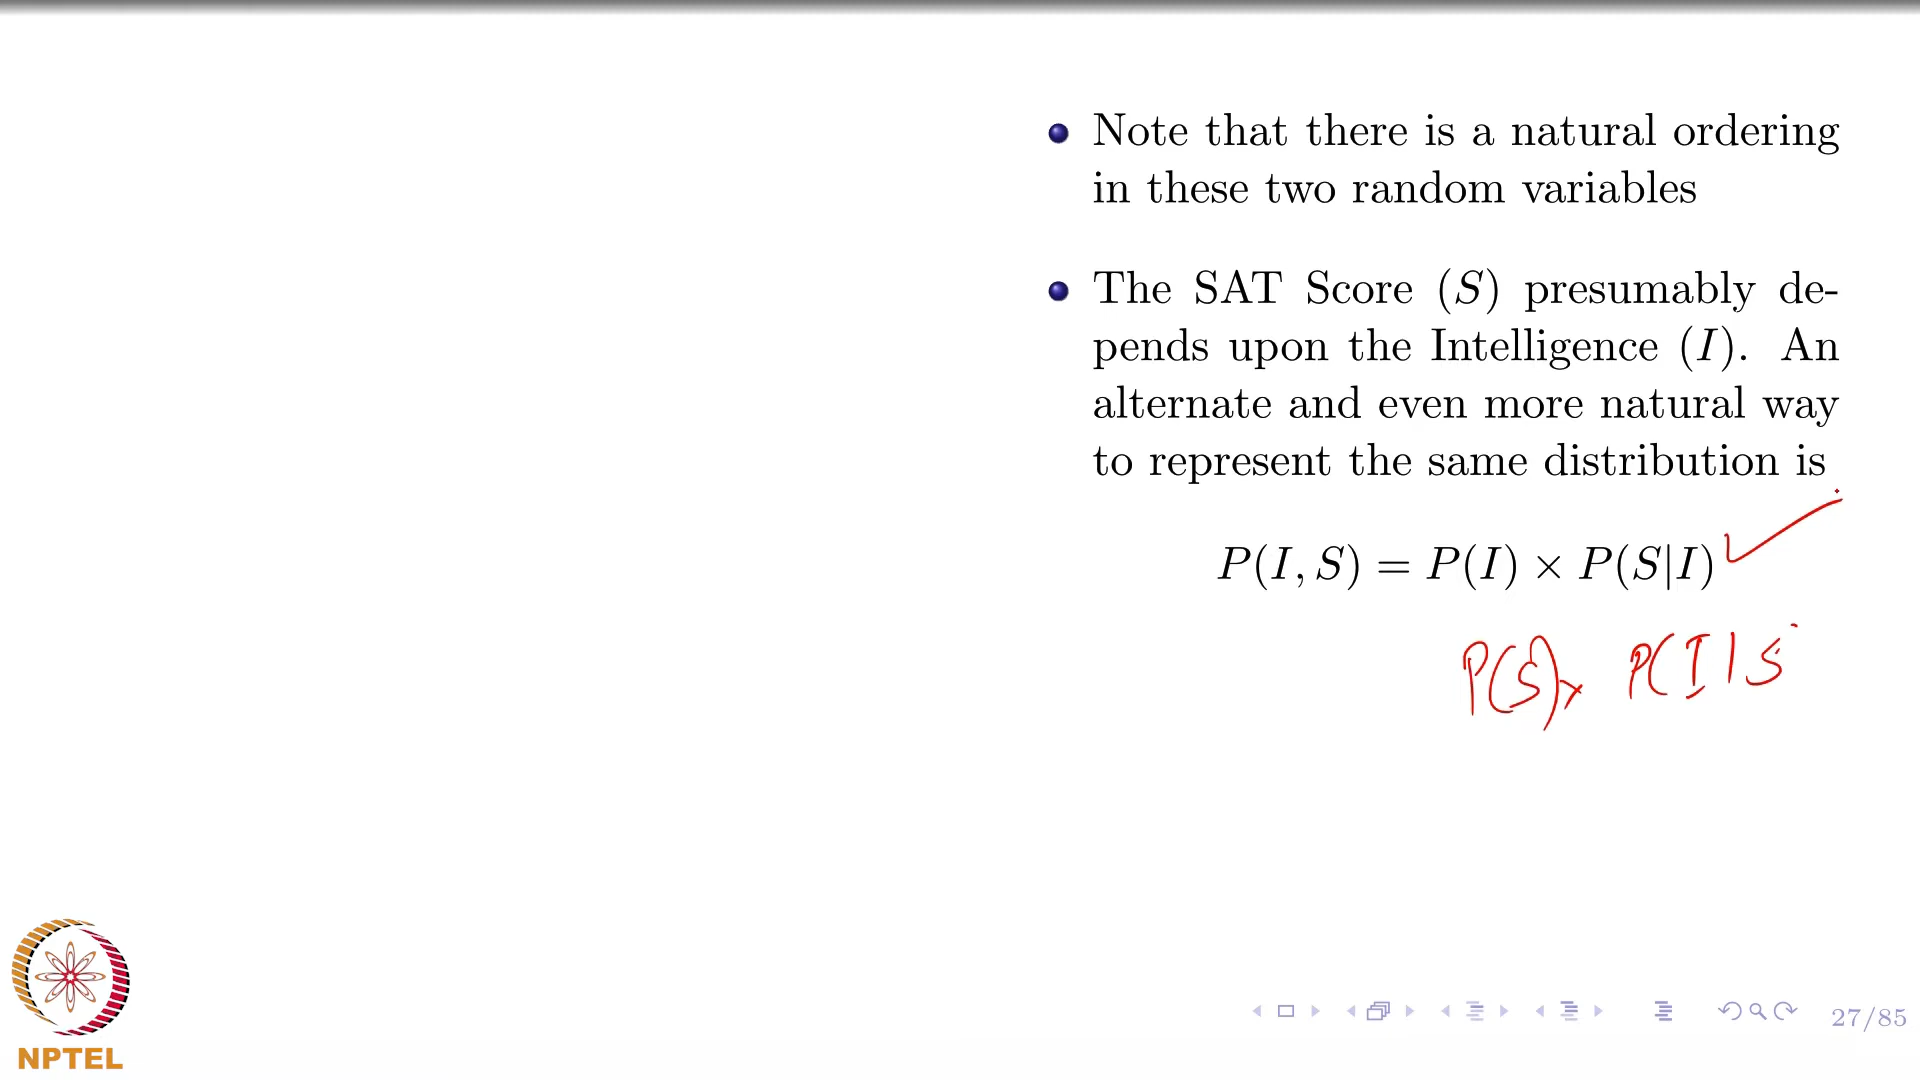 Note that there is a natural ordering
in these two random variables
The SAT Score (S) presumably de-
pends upon the Intelligence (I). An
alternate and even more natural way
to represent the same distribution is
P(I, S) = P(I) × P(S|I)
P(S) × P(I | S
NPTEL
27/85